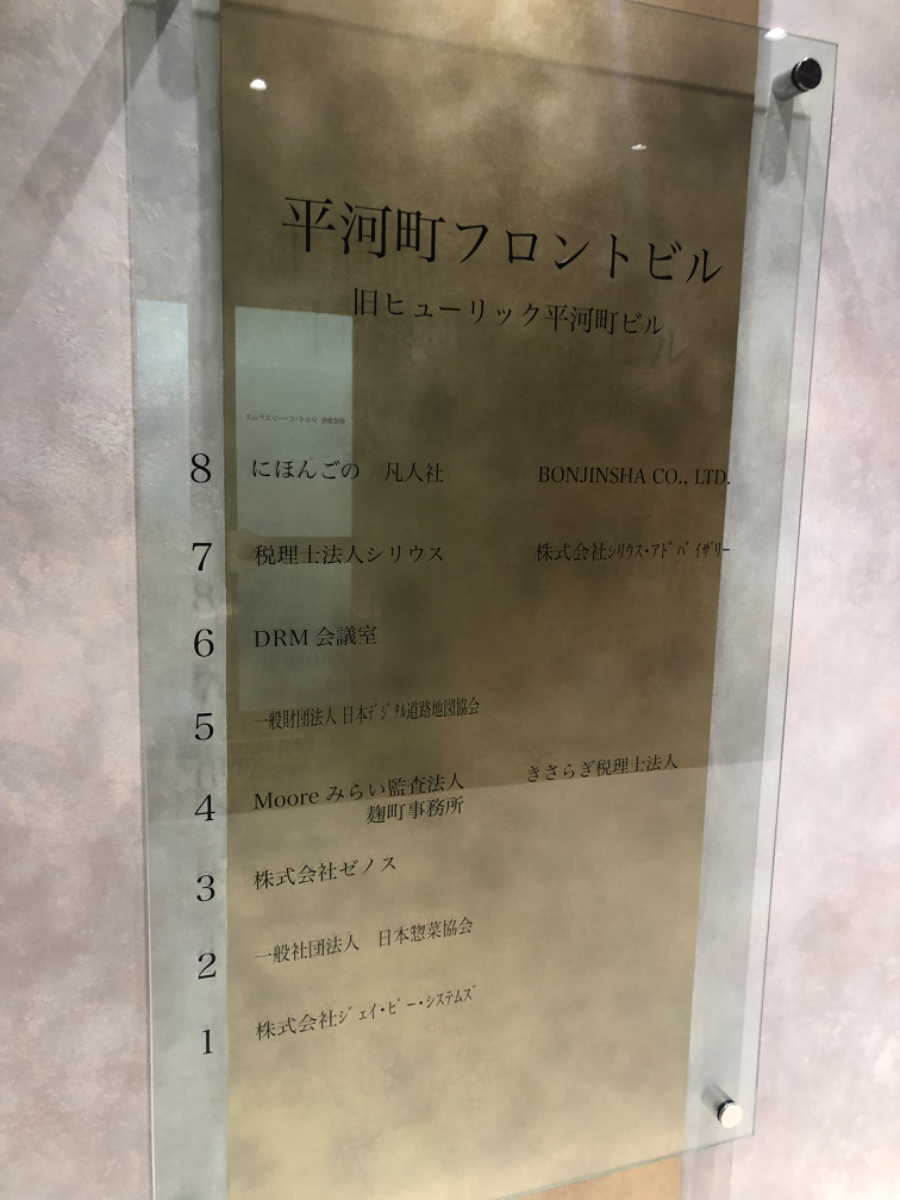 平河町フロントビル
旧ヒューリック平河町ビル
8 にほんごの 凡人社 BONJINSHA CO., LTD.
7 税理士法人シリウス 株式会社ｼﾘｳｽ・ｱﾄﾞﾊﾞｲｻﾞﾘｰ
6 DRM 会議室
5 一般財団法人 日本ﾃﾞｼﾞﾀﾙ道路地図協会
4 Moore みらい監査法人 きさらぎ税理士法人
麹町事務所
3 株式会社ゼノス
2 一般社団法人 日本惣菜協会
1 株式会社ｼﾞｪｲ・ﾋﾟｰ・ｼｽﾃﾑｽﾞ